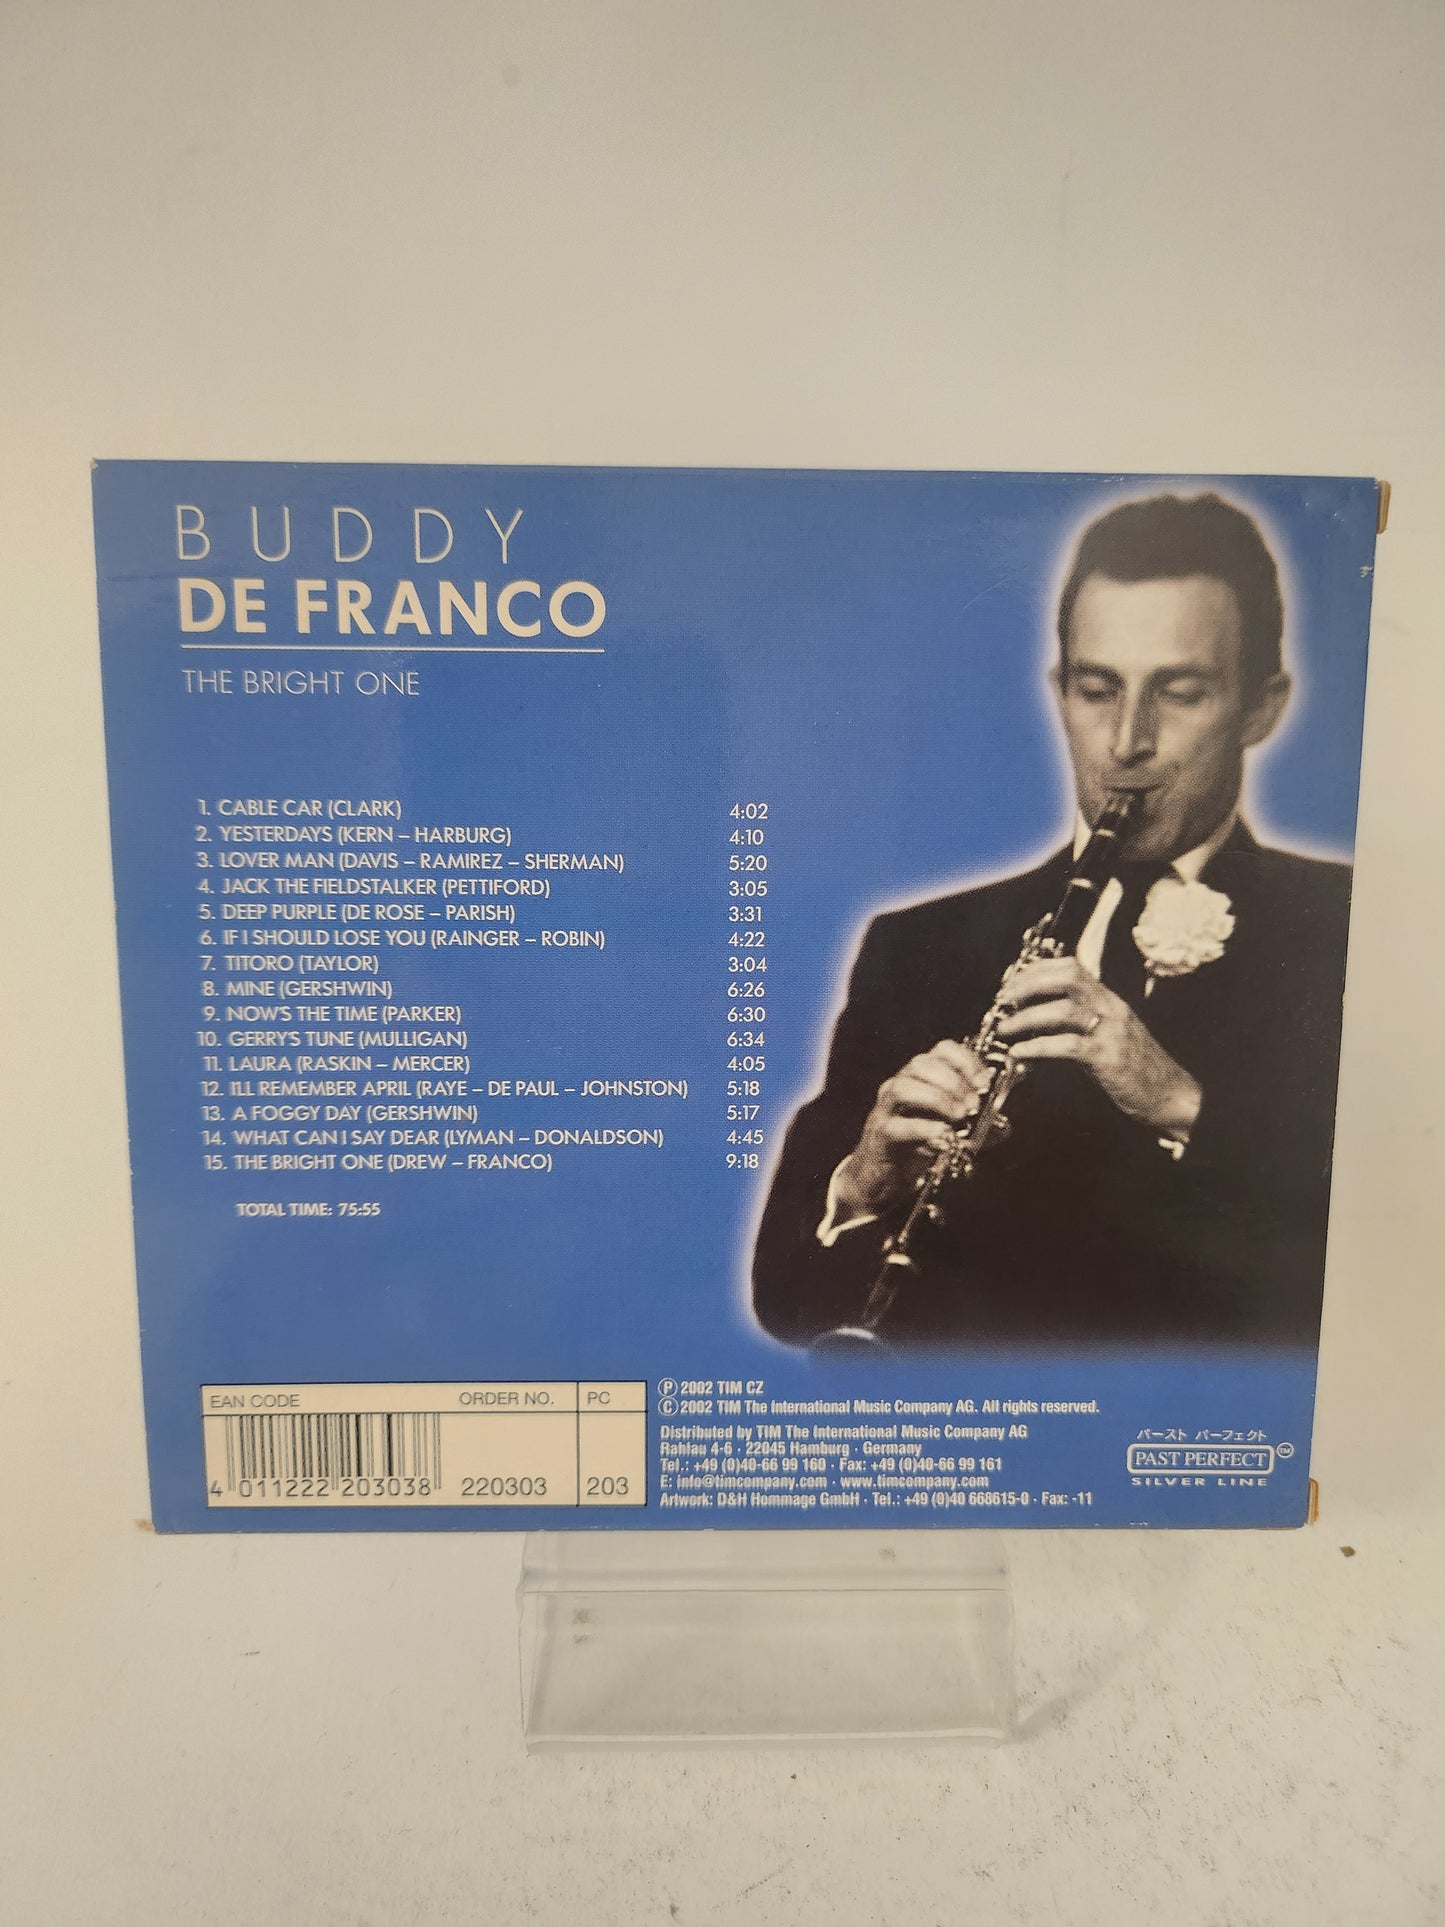 BUDDY
DE FRANCO
THE BRIGHT ONE
1. CABLE CAR (CLARK) 4:02
2. YESTERDAYS (KERN – HARBURG) 4:10
3. LOVER MAN (DAVIS – RAMIREZ – SHERMAN) 5:20
4. JACK THE FIELDSTALKER (PETTIFORD) 3:05
5. DEEP PURPLE (DE ROSE – PARISH) 3:31
6. IF I SHOULD LOSE YOU (RAINGER – ROBIN) 4:22
7. TITORO (TAYLOR) 3:04
8. MINE (GERSHWIN) 6:26
9. NOW'S THE TIME (PARKER) 6:30
10. GERRY'S TUNE (MULLIGAN) 6:34
11. LAURA (RASKIN – MERCER) 4:05
12. I'LL REMEMBER APRIL (RAYE – DE PAUL – JOHNSTON) 5:18
13. A FOGGY DAY (GERSHWIN) 5:17
14. WHAT CAN I SAY DEAR (LYMAN – DONALDSON) 4:45
15. THE BRIGHT ONE (DREW – FRANCO) 9:18
TOTAL TIME: 75:55
EAN CODE ORDER NO. PC
4 011222 203038 220303 203
℗ 2002 TIM CZ
© 2002 TIM The International Music Company AG. All rights reserved.
Distributed by TIM The International Music Company AG
Rahlau 4-6 · 22045 Hamburg · Germany
Tel.: +49 (0)40-66 99 160 · Fax: +49 (0)40-66 99 161
E: info@timcompany.com · www.timcompany.com
Artwork: D&H Hommage GmbH · Tel.: +49 (0)40 668615-0 · Fax: -11
パースト パーフェクト
PAST PERFECT TM
SILVER LINE